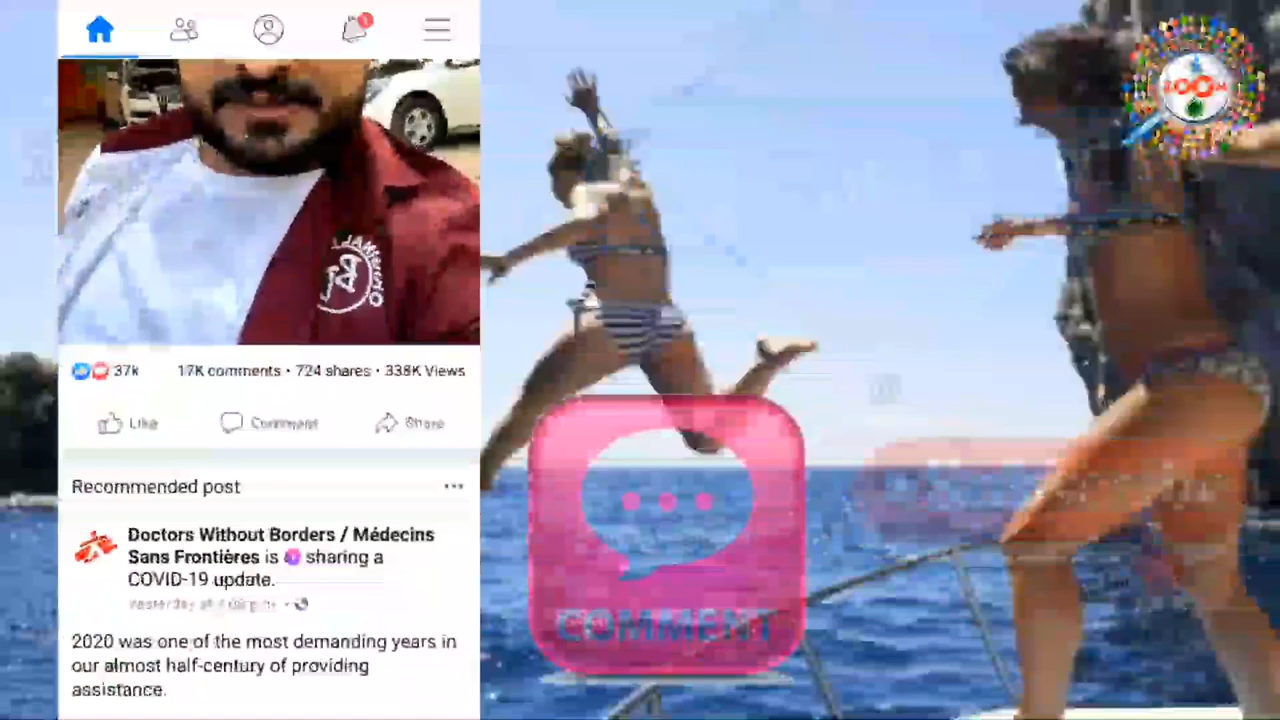 37k
17K comments • 724 shares • 338K Views
Like
Comment
Share
Recommended post
Doctors Without Borders / Médecins
Sans Frontières is sharing a
COVID-19 update.
2020 was one of the most demanding years in
our almost half-century of providing
assistance.
COMMENT